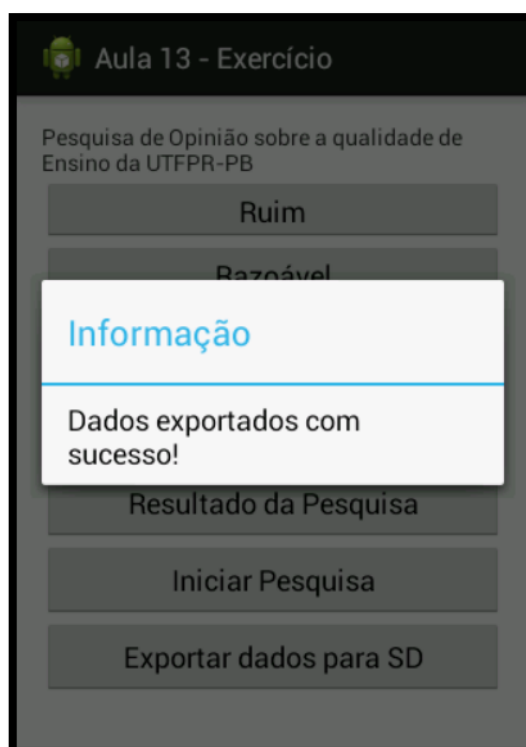 Aula 13 - Exercício
Pesquisa de Opinião sobre a qualidade de
Ensino da UTFPR-PB
Ruim
Razoável
Informação
Dados exportados com
sucesso!
Resultado da Pesquisa
Iniciar Pesquisa
Exportar dados para SD